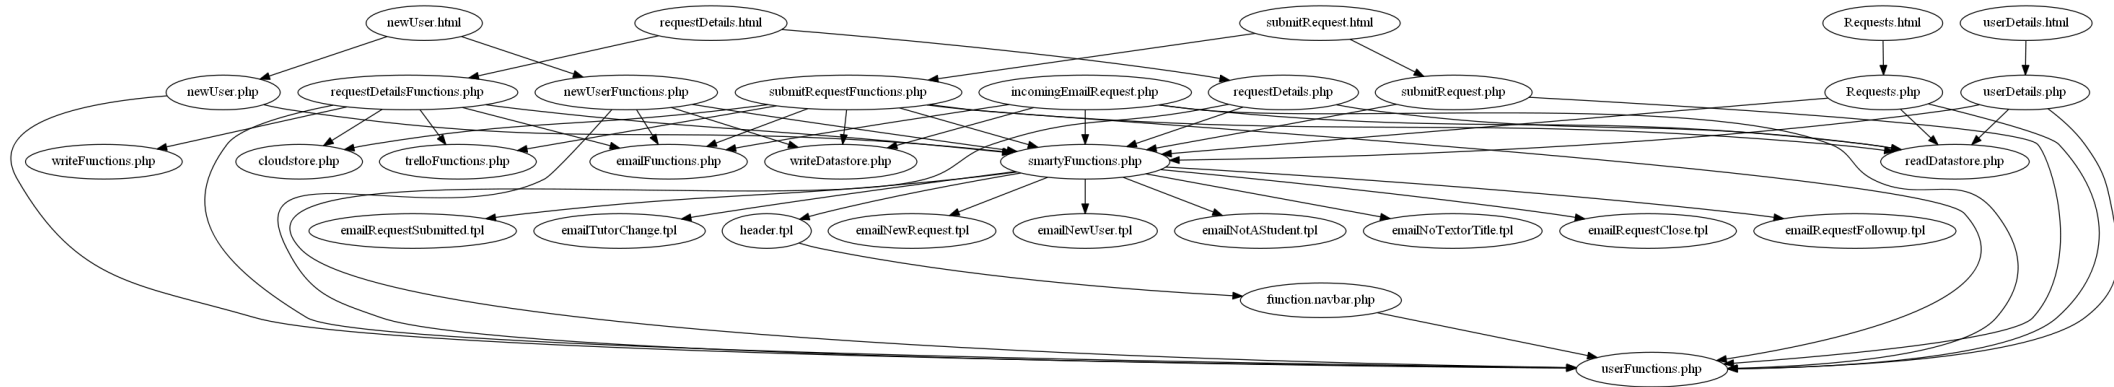 newUser.html
requestDetails.html
submitRequest.html
Requests.html
userDetails.html
newUser.php
requestDetailsFunctions.php
newUserFunctions.php
submitRequestFunctions.php
incomingEmailRequest.php
requestDetails.php
submitRequest.php
Requests.php
userDetails.php
writeFunctions.php
cloudstore.php
trelloFunctions.php
emailFunctions.php
writeDatastore.php
smartyFunctions.php
readDatastore.php
emailRequestSubmitted.tpl
emailTutorChange.tpl
header.tpl
emailNewRequest.tpl
emailNewUser.tpl
emailNotAStudent.tpl
emailNoTextorTitle.tpl
emailRequestClose.tpl
emailRequestFollowup.tpl
function.navbar.php
userFunctions.php